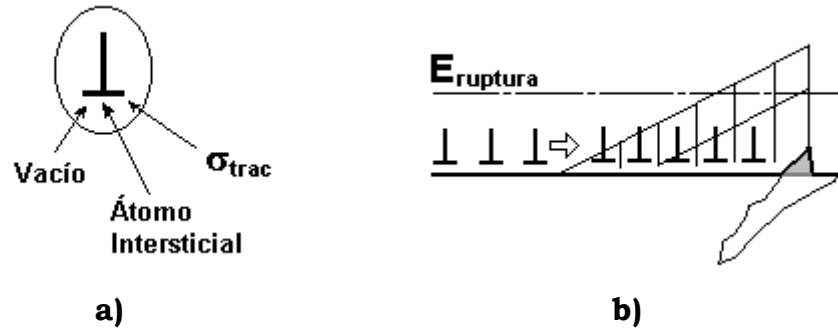 Vacío
σtrac
Átomo
Intersticial
a)
Eruptura
b)